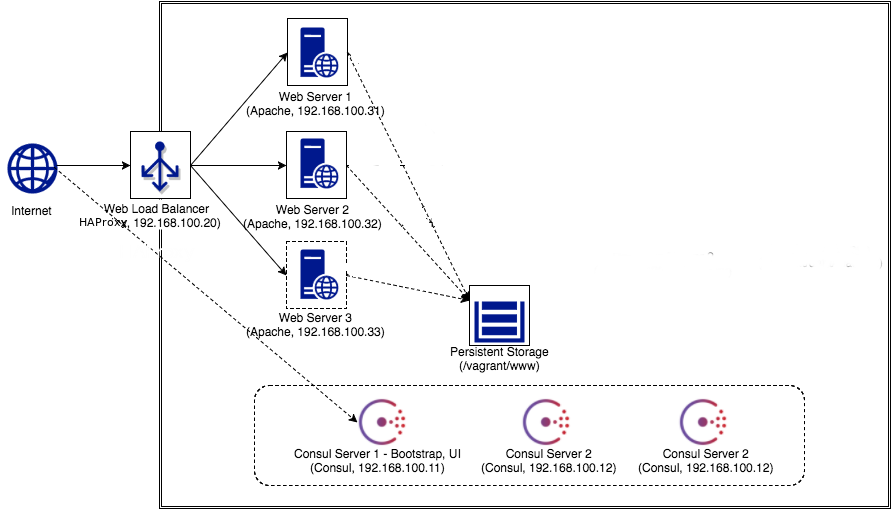 Web Server 1
(Apache, 192.168.100.31)
Internet
Web Load Balancer
HAProxy, 192.168.100.20)
Web Server 2
(Apache, 192.168.100.32)
Web Server 3
(Apache, 192.168.100.33)
Persistent Storage
(/vagrant/www)
Consul Server 1 - Bootstrap, UI
(Consul, 192.168.100.11)
Consul Server 2
(Consul, 192.168.100.12)
Consul Server 2
(Consul, 192.168.100.12)